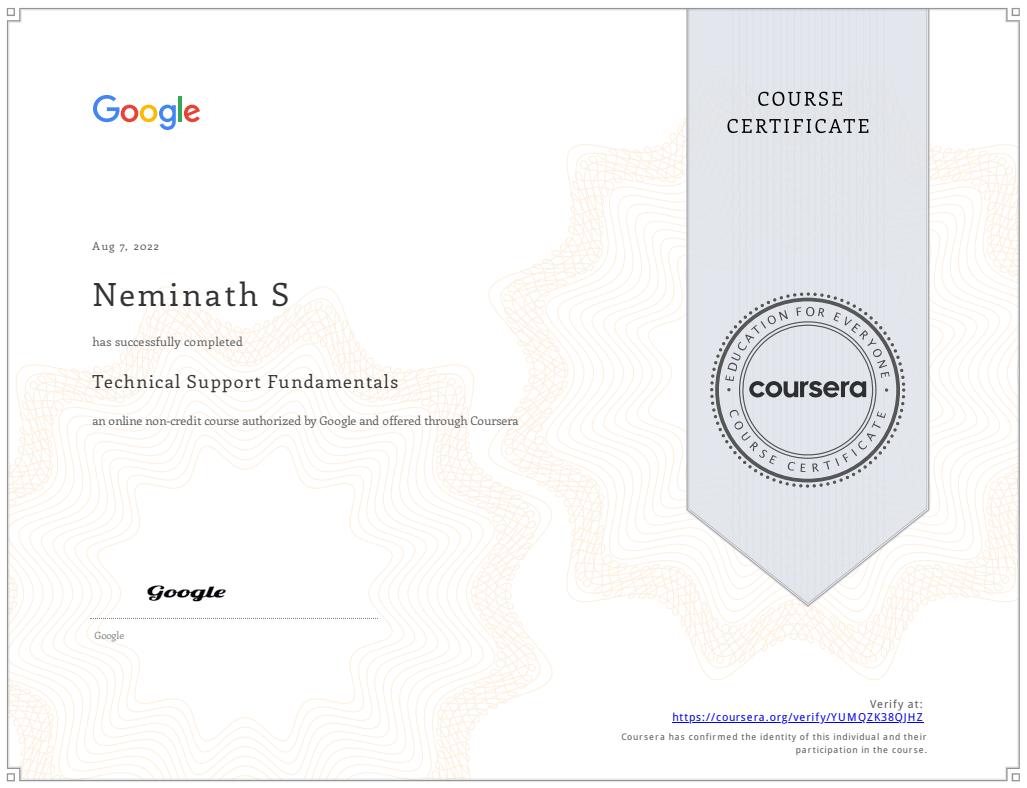 Google
COURSE
CERTIFICATE
Aug 7, 2022
Neminath S
has successfully completed
Technical Support Fundamentals
an online non-credit course authorized by Google and offered through Coursera
EDUCATION FOR EVERYONE
coursera
COURSE CERTIFICATE
Google
Google
Verify at:
https://coursera.org/verify/YUMQZK38QJHZ
Coursera has confirmed the identity of this individual and their
participation in the course.